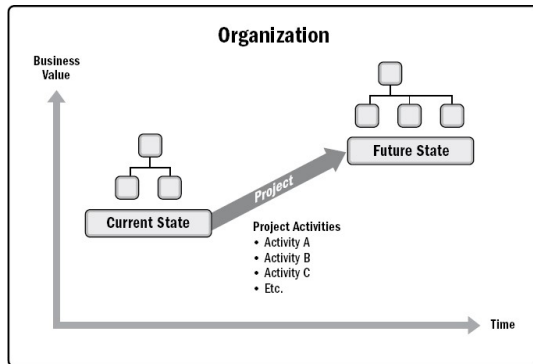 Organization
Business
Value
Future State
Project
Current State
Project Activities
• Activity A
• Activity B
• Activity C
• Etc.
Time